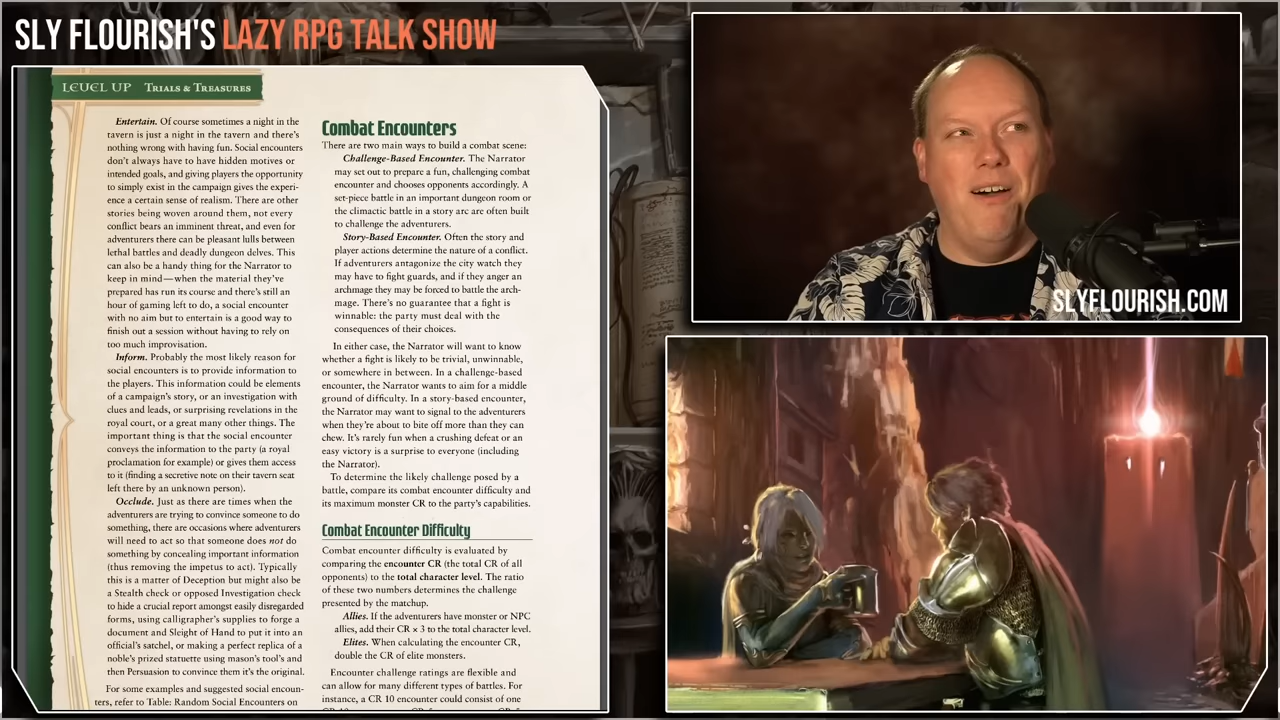 SLY FLOURISH'S LAZY RPG TALK SHOW
LEVEL UP TRIALS & TREASURES
Entertain. Of course sometimes a night in the
tavern is just a night in the tavern and there's
nothing wrong with having fun. Social encounters
don't always have to have hidden motives or
intended goals, and giving players the opportunity
to simply exist in the campaign gives the experi-
ence a certain sense of realism. There are other
stories being woven around them, not every
conflict bears an imminent threat, and even for
adventurers there can be pleasant lulls between
lethal battles and deadly dungeon delves. This
can also be a handy thing for the Narrator to
keep in mind—when the material they've
prepared has run its course and there's still an
hour of gaming left to do, a social encounter
with no aim but to entertain is a good way to
finish out a session without having to rely on
too much improvisation.
Inform. Probably the most likely reason for
social encounters is to provide information to
the players. This information could be elements
of a campaign's story, or an investigation with
clues and leads, or surprising revelations in the
royal court, or a great many other things. The
important thing is that the social encounter
conveys the information to the party (a royal
proclamation for example) or gives them access
to it (finding a secretive note on their tavern seat
left there by an unknown person).
Occlude. Just as there are times when the
adventurers are trying to convince someone to do
something, there are occasions where adventurers
will need to act so that someone does not do
something by concealing important information
(thus removing the impetus to act). Typically
this is a matter of Deception but might also be
a Stealth check or opposed Investigation check
to hide a crucial report amongst easily disregarded
forms, using calligrapher's supplies to forge a
document and Sleight of Hand to put it into an
official's satchel, or making a perfect replica of a
noble's prized statuette using mason's tool's and
then Persuasion to convince them it's the original.
For some examples and suggested social encoun-
ters, refer to Table: Random Social Encounters on
Combat Encounters
There are two main ways to build a combat scene:
Challenge-Based Encounter. The Narrator
may set out to prepare a fun, challenging combat
encounter and chooses opponents accordingly. A
set-piece battle in an important dungeon room or
the climactic battle in a story arc are often built
to challenge the adventurers.
Story-Based Encounter. Often the story and
player actions determine the nature of a conflict.
If adventurers antagonize the city watch they
may have to fight guards, and if they anger an
archmage they may be forced to battle the arch-
mage. There's no guarantee that a fight is
winnable: the party must deal with the
consequences of their choices.
In either case, the Narrator will want to know
whether a fight is likely to be trivial, unwinnable,
or somewhere in between. In a challenge-based
encounter, the Narrator wants to aim for a middle
ground of difficulty. In a story-based encounter,
the Narrator may want to signal to the adventurers
when they're about to bite off more than they can
chew. It's rarely fun when a crushing defeat or an
easy victory is a surprise to everyone (including
the Narrator).
To determine the likely challenge posed by a
battle, compare its combat encounter difficulty and
its maximum monster CR to the party's capabilities.
Combat Encounter Difficulty
Combat encounter difficulty is evaluated by
comparing the encounter CR (the total CR of all
opponents) to the total character level. The ratio
of these two numbers determines the challenge
presented by the matchup.
Allies. If the adventurers have monster or NPC
allies, add their CR × 3 to the total character level.
Elites. When calculating the encounter CR,
double the CR of elite monsters.
Encounter challenge ratings are flexible and
can allow for many different types of battles. For
instance, a CR 10 encounter could consist of one
SLYFLOURISH.COM